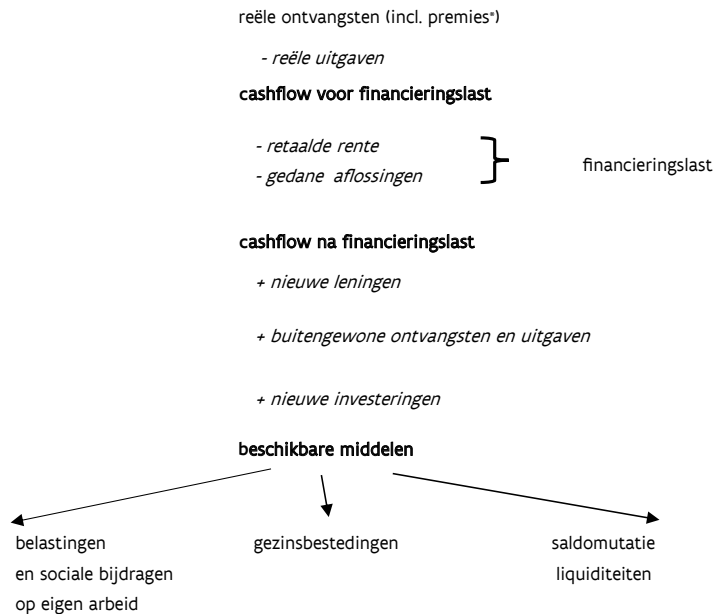 reële ontvangsten (incl. premies*)
- reële uitgaven
cashflow voor financieringslast
- retaalde rente
- gedane aflossingen
financieringslast
cashflow na financieringslast
+ nieuwe leningen
+ buitengewone ontvangsten en uitgaven
+ nieuwe investeringen
beschikbare middelen
belastingen
en sociale bijdragen
op eigen arbeid
gezinsbestedingen
saldomutatie
liquiditeiten